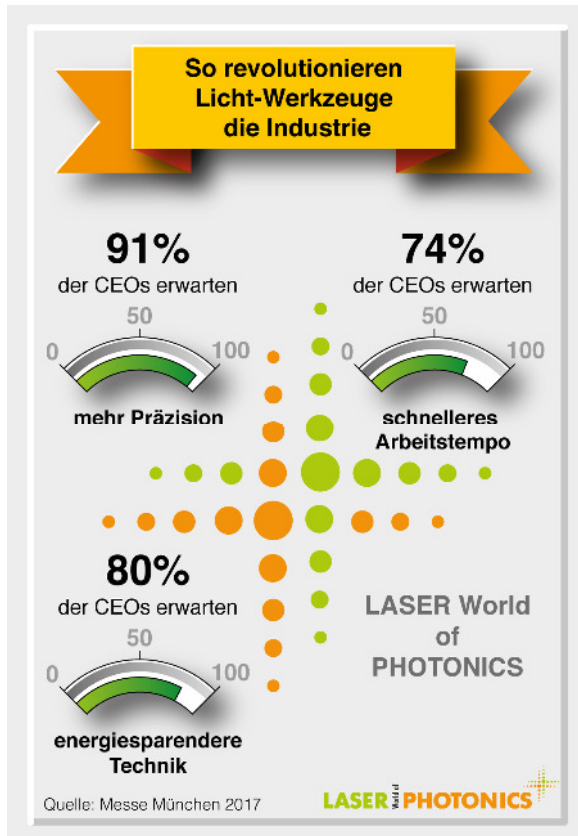 So revolutionieren
Licht-Werkzeuge
die Industrie
91%
der CEOs erwarten
0
50
100
mehr Präzision
74%
der CEOs erwarten
0
50
100
schnelleres
Arbeitstempo
80%
der CEOs erwarten
0
50
100
energiesparendere
Technik
LASER World
of
PHOTONICS
Quelle: Messe München 2017
LASER World of PHOTONICS